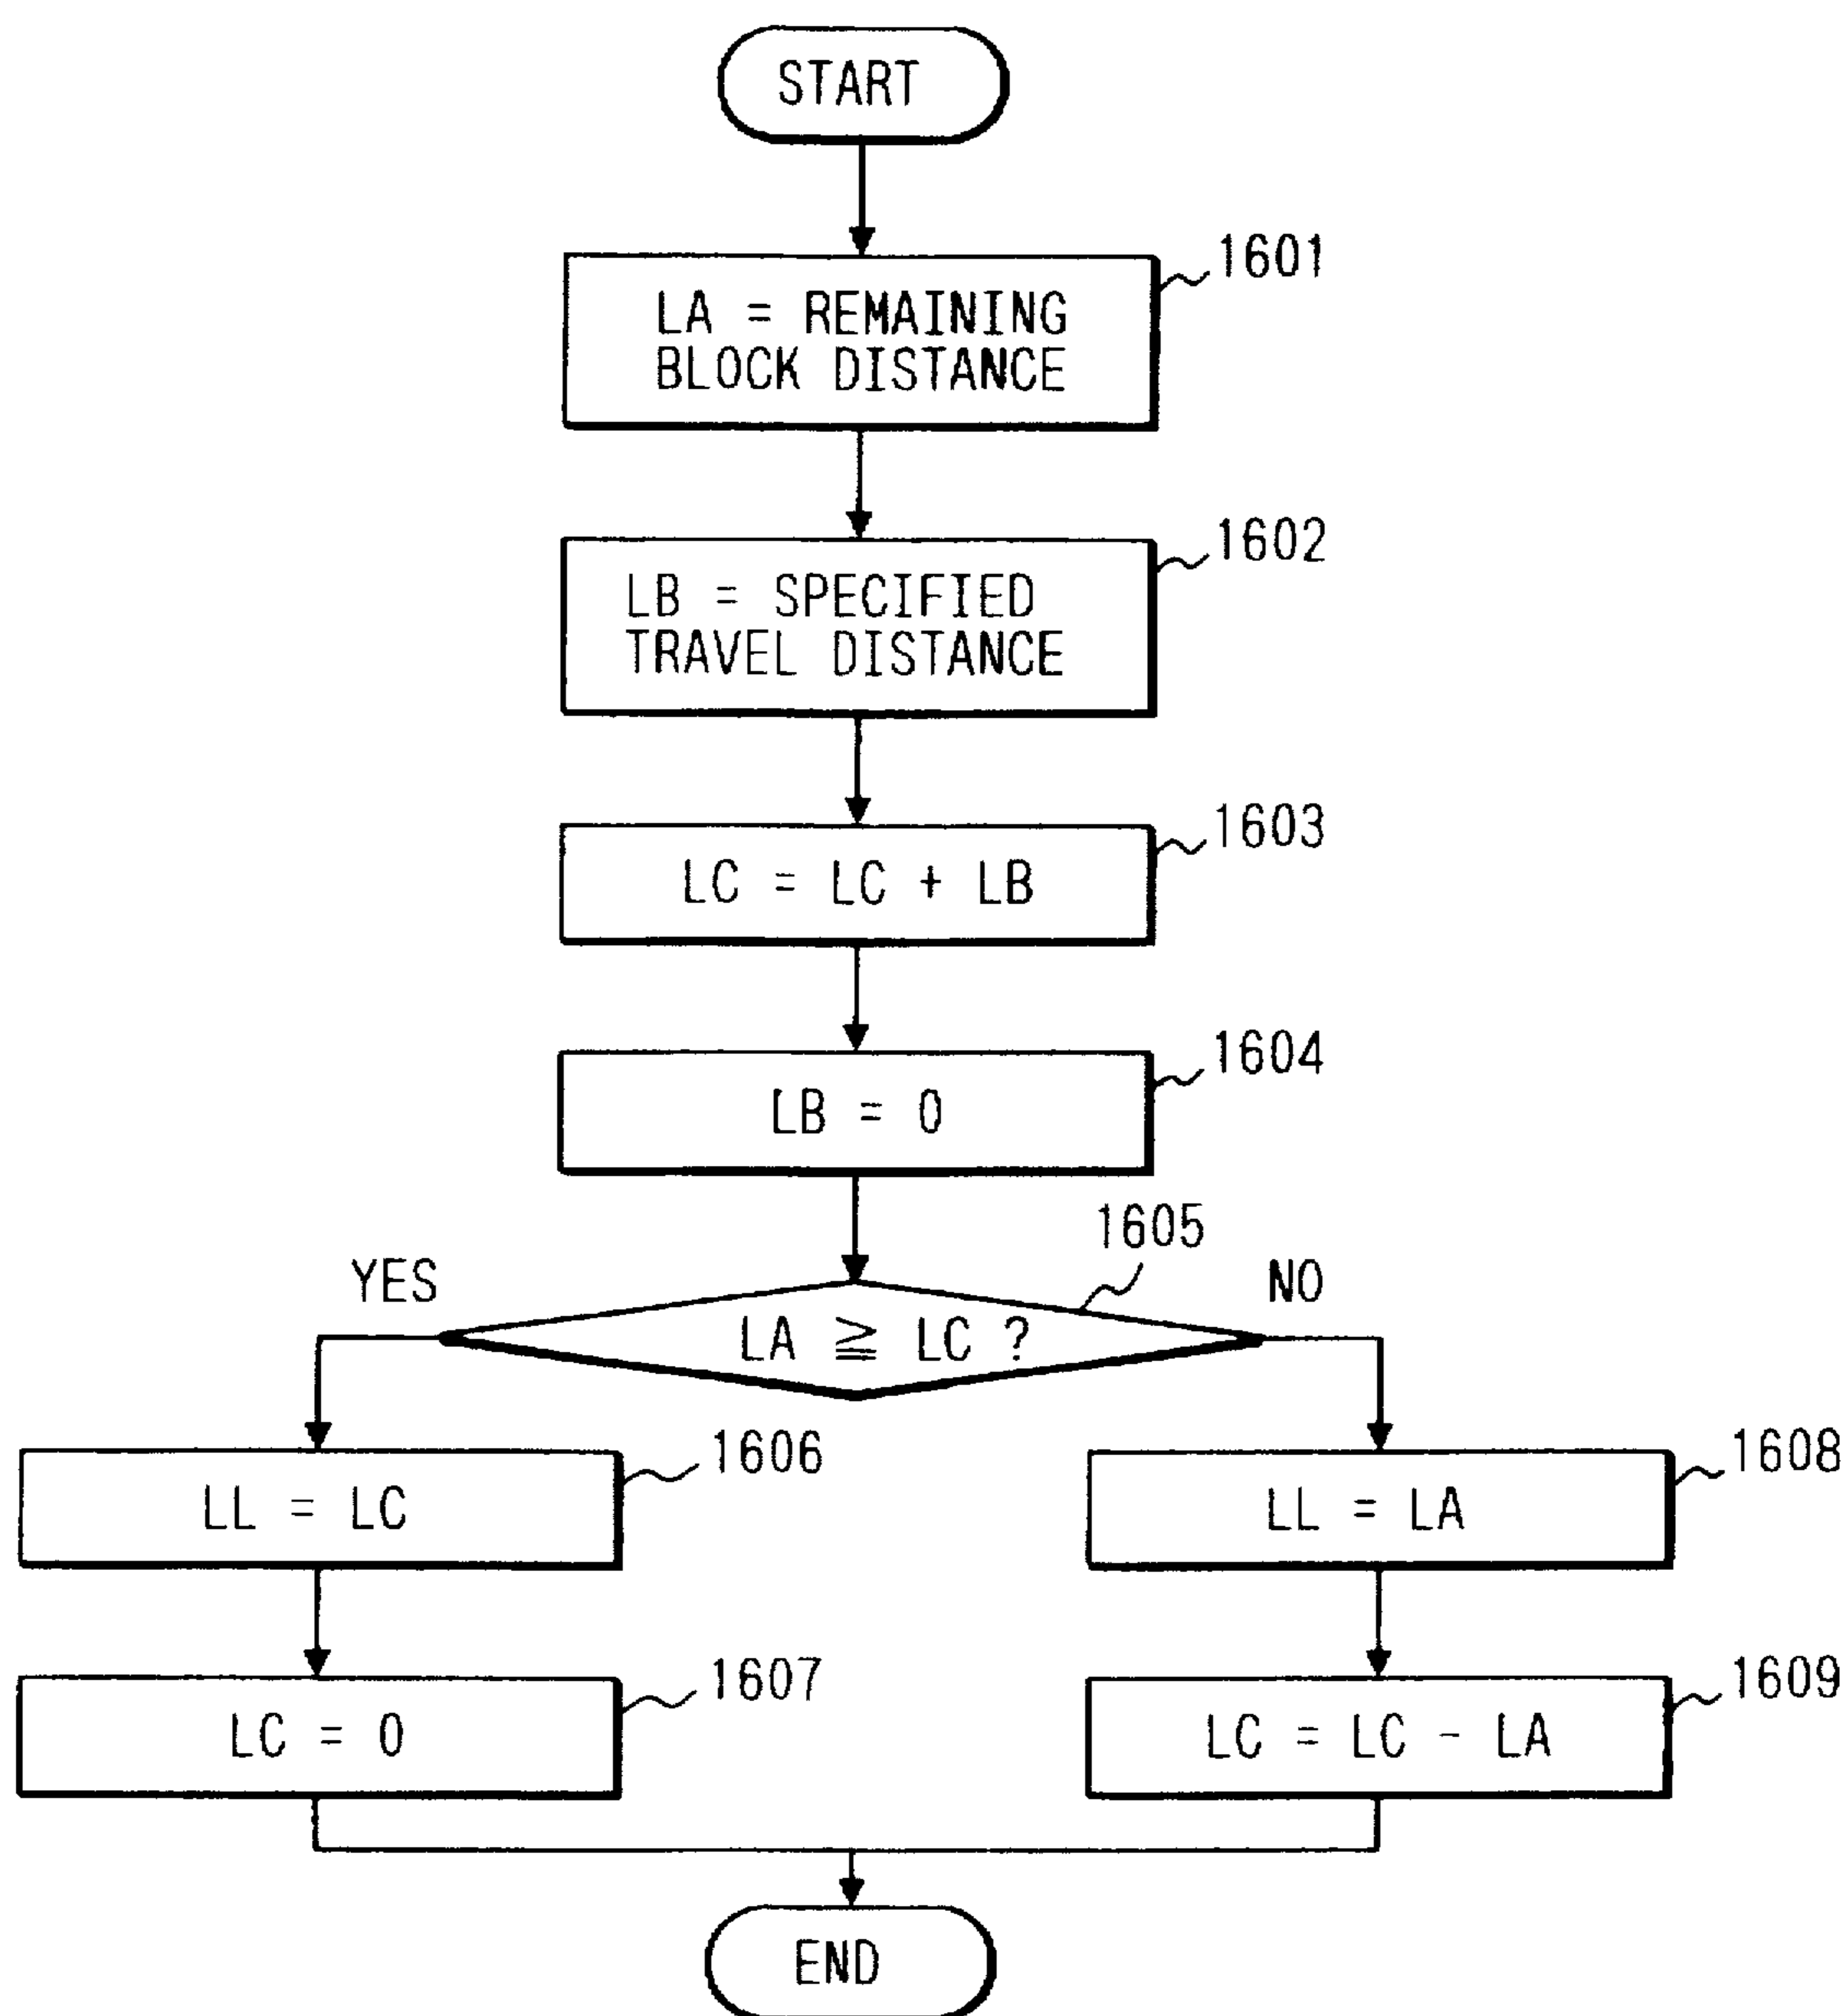 START
1601
LA = REMAINING
BLOCK DISTANCE
1602
LB = SPECIFIED
TRAVEL DISTANCE
1603
LC = LC + LB
1604
LB = 0
1605
YES
NO
LA ≧ LC ?
1606
LL = LC
1608
LL = LA
1607
LC = 0
1609
LC = LC - LA
END